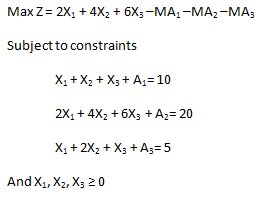 Max Z = 2X₁ + 4X₂ + 6X₃ –MA₁ –MA₂ –MA₃
Subject to constraints
X₁ + X₂ + X₃ + A₁= 10
2X₁ + 4X₂ + 6X₃ + A₂= 20
X₁ + 2X₂ + X₃ + A₃= 5
And X₁, X₂, X₃ ≥ 0